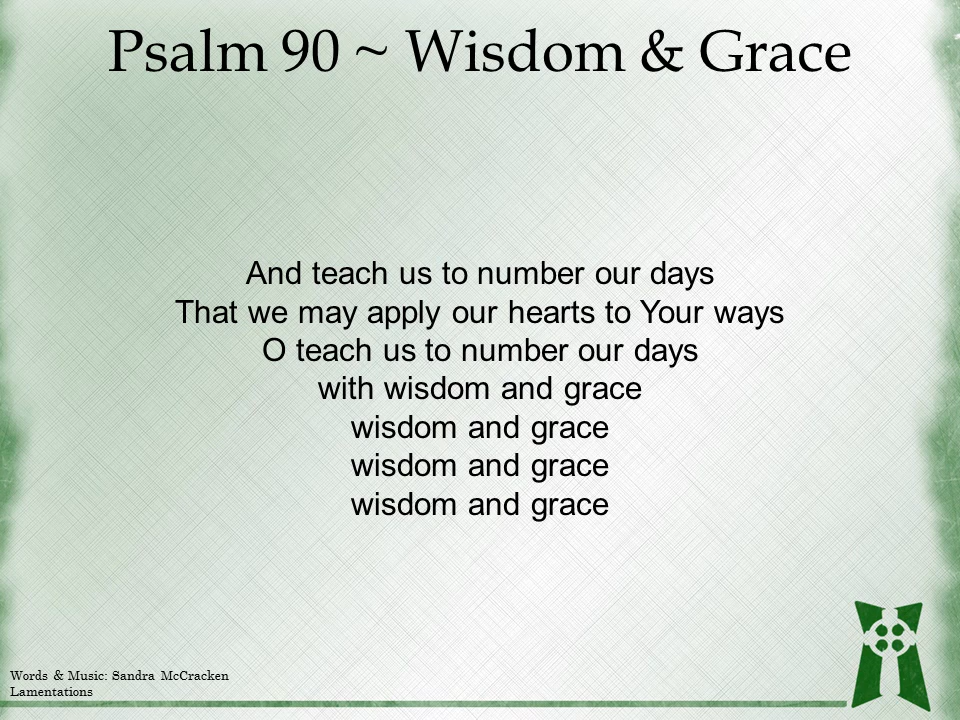 Psalm 90 ~ Wisdom & Grace
And teach us to number our days
That we may apply our hearts to Your ways
O teach us to number our days
with wisdom and grace
wisdom and grace
wisdom and grace
wisdom and grace
Words & Music: Sandra McCracken
Lamentations